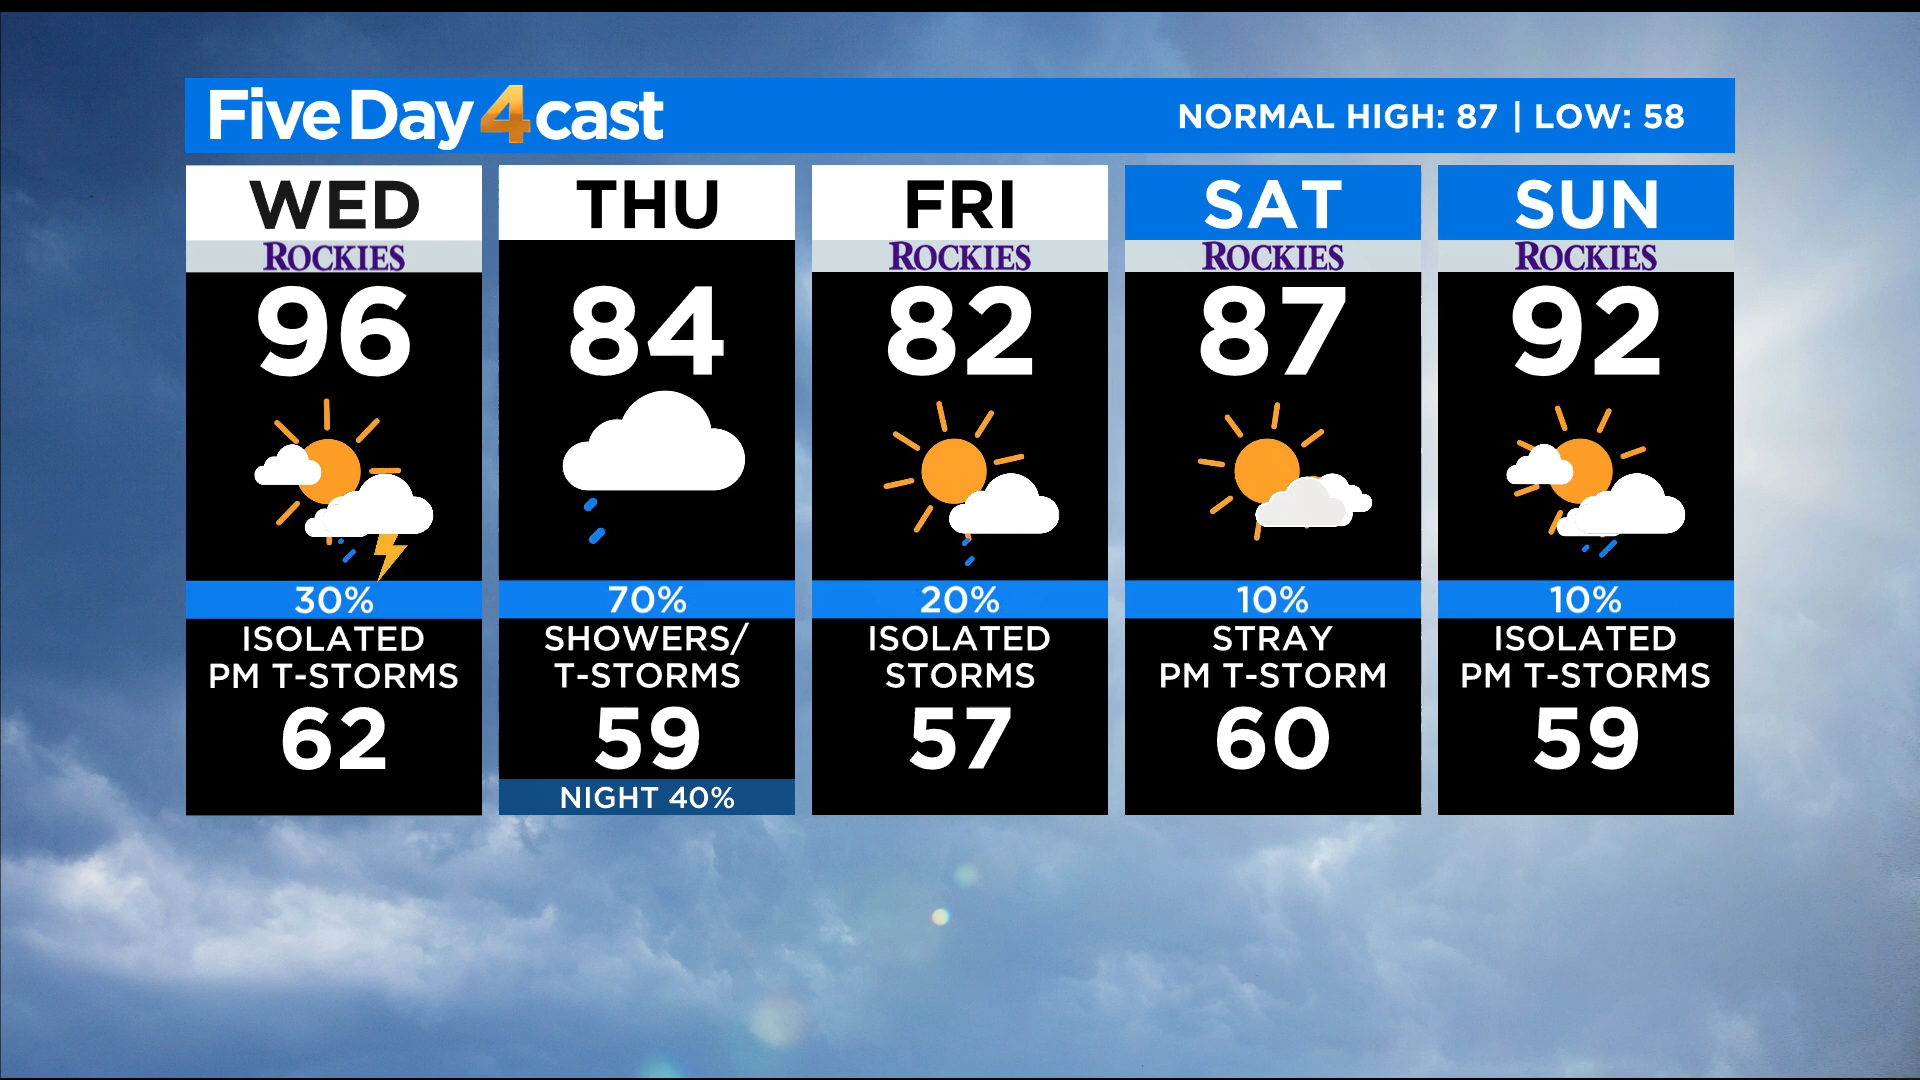 Five Day 4cast
NORMAL HIGH: 87 | LOW: 58
WED
ROCKIES
96
30%
ISOLATED
PM T-STORMS
62
THU
84
70%
SHOWERS/
T-STORMS
59
NIGHT 40%
FRI
ROCKIES
82
20%
ISOLATED
STORMS
57
SAT
ROCKIES
87
10%
STRAY
PM T-STORM
60
SUN
ROCKIES
92
10%
ISOLATED
PM T-STORMS
59